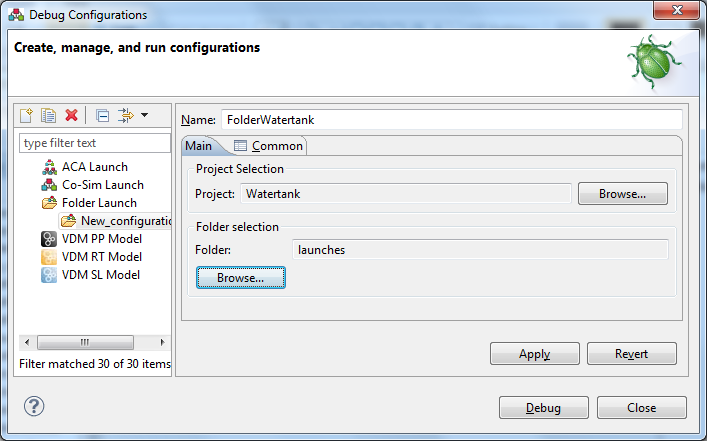 Debug Configurations
Create, manage, and run configurations
type filter text
ACA Launch
Co-Sim Launch
Folder Launch
New_configuratio
VDM PP Model
VDM RT Model
VDM SL Model
Filter matched 30 of 30 items
Name: FolderWatertank
Main Common
Project Selection
Project: Watertank Browse...
Folder selection
Folder: launches
Browse...
Apply Revert
? Debug Close